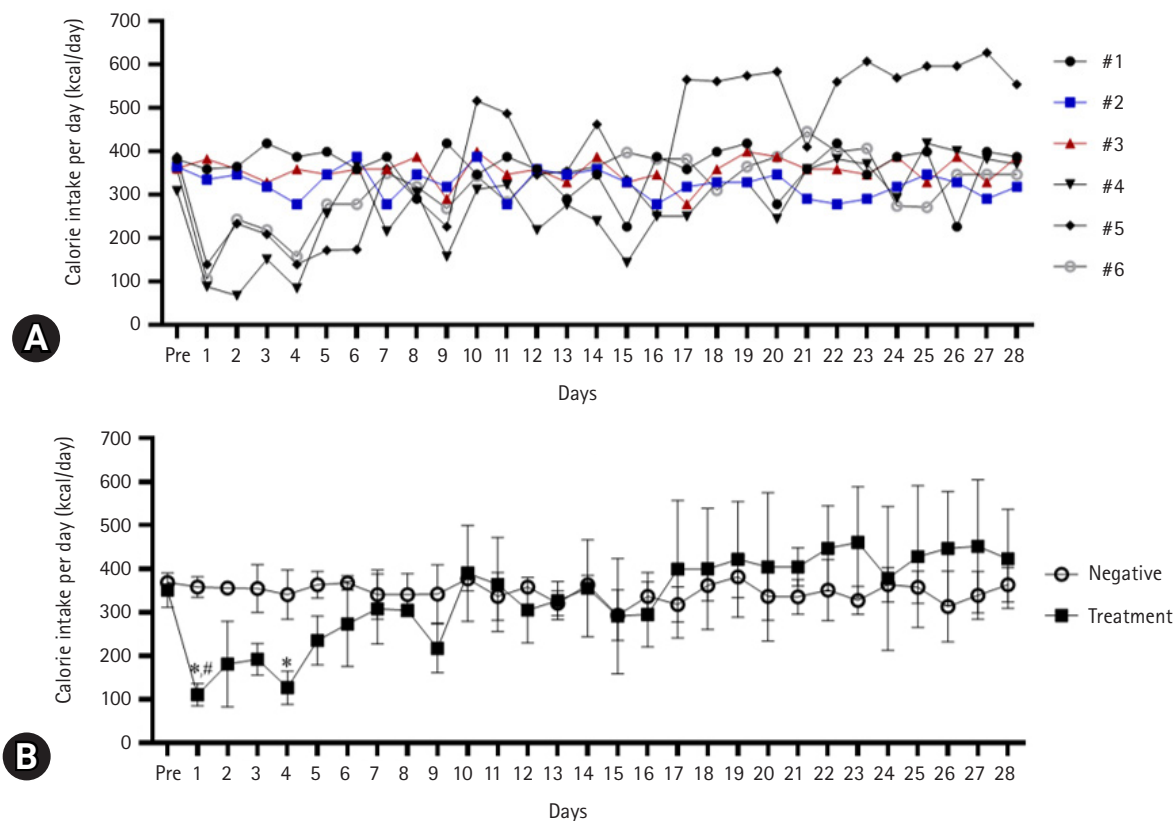 700
600
500
400
300
200
100
0
Calorie intake per day (kcal/day)
Pre 1 2 3 4 5 6 7 8 9 10 11 12 13 14 15 16 17 18 19 20 21 22 23 24 25 26 27 28
Days
#1
#2
#3
#4
#5
#6
A
700
600
500
400
300
200
100
0
Calorie intake per day (kcal/day)
*,#
*
Pre 1 2 3 4 5 6 7 8 9 10 11 12 13 14 15 16 17 18 19 20 21 22 23 24 25 26 27 28
Days
Negative
Treatment
B